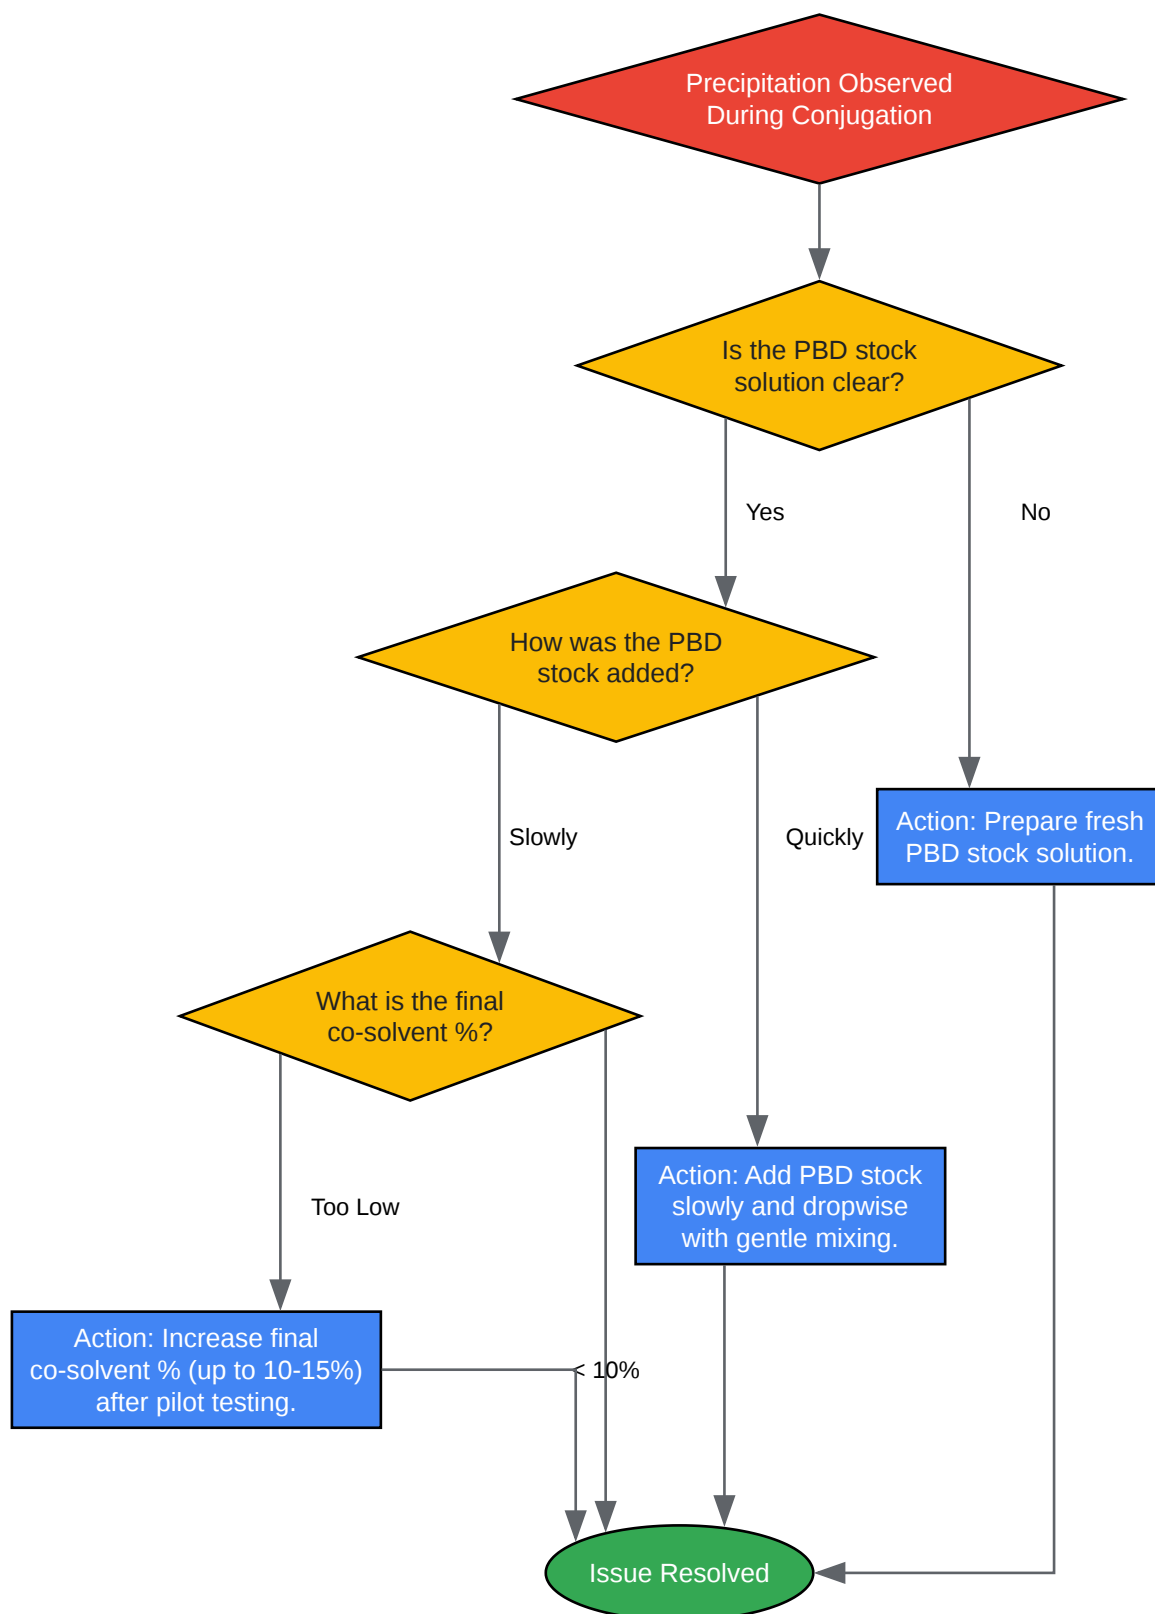 Precipitation Observed
During Conjugation
Is the PBD stock
solution clear?
Yes
No
How was the PBD
stock added?
Slowly
Quickly
Action: Prepare fresh
PBD stock solution.
What is the final
co-solvent %?
Too Low
Action: Add PBD stock
slowly and dropwise
with gentle mixing.
Action: Increase final
co-solvent % (up to 10-15%)
after pilot testing.
< 10%
Issue Resolved